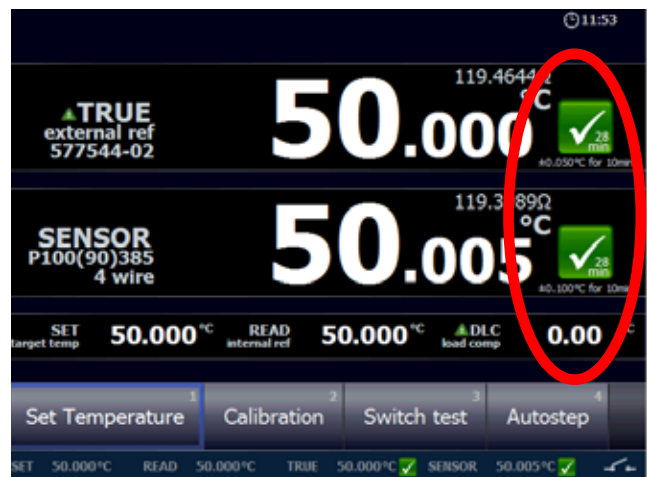 11:53
119.4644Ω
TRUE
external ref
577544-02
50.000 °C
28 min
±0.050°C for 10min
119.3 89Ω
SENSOR
P100(90)385
4 wire
50.005 °C
28 min
±0.100°C for 10min
SET
target temp
50.000 °C
READ
internal ref
50.000 °C
DLC
load comp
0.00 °C
1
Set Temperature
2
Calibration
3
Switch test
4
Autostep
SET 50.000°C READ 50.000°C TRUE 50.000°C SENSOR 50.005°C